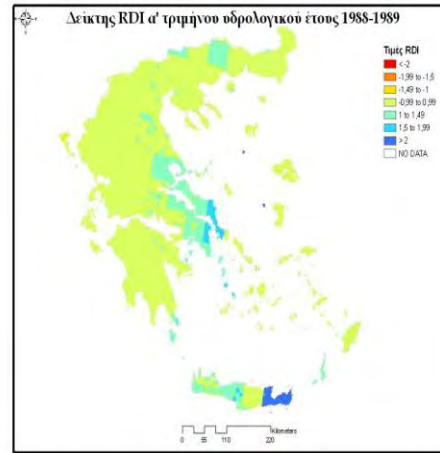 Δείκτης RDI α' τριμήνου υδρολογικού έτους 1988-1989
Τιμές RDI
< -2
-1,99 to -1,5
-1,49 to -1
-0,99 to 0,99
1 to 1,49
1,5 to 1,99
>2
NO DATA
Kilometers
0 55 110 220